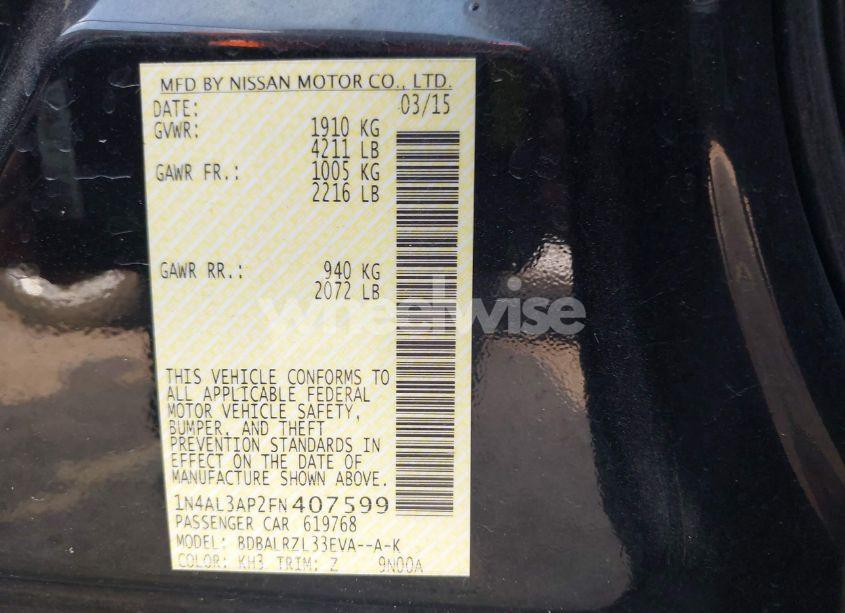 MFD BY NISSAN MOTOR CO., LTD.
DATE: 03/15
GVWR: 1910 KG
4211 LB
GAWR FR.: 1005 KG
2216 LB
GAWR RR.: 940 KG
2072 LB
wheelwise
THIS VEHICLE CONFORMS TO
ALL APPLICABLE FEDERAL
MOTOR VEHICLE SAFETY,
BUMPER, AND THEFT
PREVENTION STANDARDS IN
EFFECT ON THE DATE OF
MANUFACTURE SHOWN ABOVE.
1N4AL3AP2FN407599
PASSENGER CAR 619768
MODEL: BDBALRZL33EVA--A-K
COLOR: KH3 TRIM: Z 9N00A